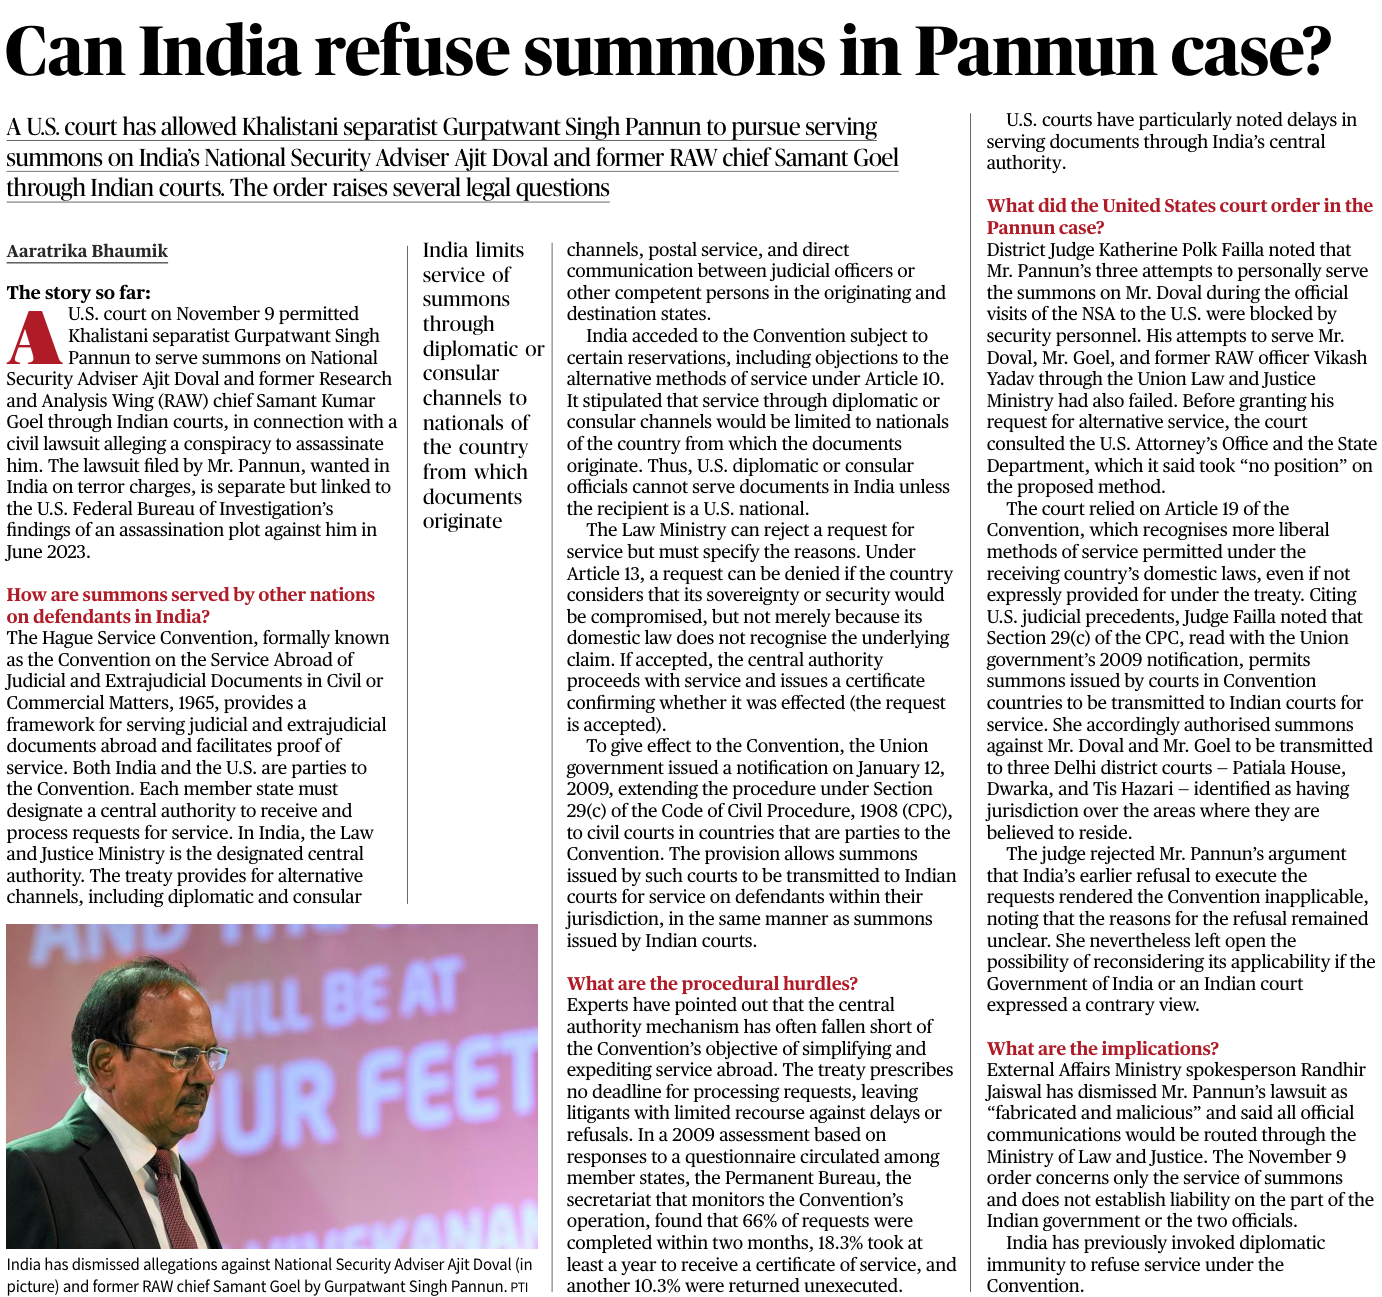 Can India refuse summons in Pannun case?
A U.S. court has allowed Khalistani separatist Gurpatwant Singh Pannun to pursue serving
summons on India's National Security Adviser Ajit Doval and former RAW chief Samant Goel
through Indian courts. The order raises several legal questions
Aaratrika Bhaumik
The story so far:
A U.S. court on November 9 permitted
Khalistani separatist Gurpatwant Singh
Pannun to serve summons on National
Security Adviser Ajit Doval and former Research
and Analysis Wing (RAW) chief Samant Kumar
Goel through Indian courts, in connection with a
civil lawsuit alleging a conspiracy to assassinate
him. The lawsuit filed by Mr. Pannun, wanted in
India on terror charges, is separate but linked to
the U.S. Federal Bureau of Investigation's
findings of an assassination plot against him in
June 2023.
How are summons served by other nations
on defendants in India?
The Hague Service Convention, formally known
as the Convention on the Service Abroad of
Judicial and Extrajudicial Documents in Civil or
Commercial Matters, 1965, provides a
framework for serving judicial and extrajudicial
documents abroad and facilitates proof of
service. Both India and the U.S. are parties to
the Convention. Each member state must
designate a central authority to receive and
process requests for service. In India, the Law
and Justice Ministry is the designated central
authority. The treaty provides for alternative
channels, including diplomatic and consular
India limits
service of
summons
through
diplomatic or
consular
channels to
nationals of
the country
from which
documents
originate
AND THE
WILL BE AT
OUR FEET
VIVEKANAN
India has dismissed allegations against National Security Adviser Ajit Doval (in
picture) and former RAW chief Samant Goel by Gurpatwant Singh Pannun. PTI
channels, postal service, and direct
communication between judicial officers or
other competent persons in the originating and
destination states.
India acceded to the Convention subject to
certain reservations, including objections to the
alternative methods of service under Article 10.
It stipulated that service through diplomatic or
consular channels would be limited to nationals
of the country from which the documents
originate. Thus, U.S. diplomatic or consular
officials cannot serve documents in India unless
the recipient is a U.S. national.
The Law Ministry can reject a request for
service but must specify the reasons. Under
Article 13, a request can be denied if the country
considers that its sovereignty or security would
be compromised, but not merely because its
domestic law does not recognise the underlying
claim. If accepted, the central authority
proceeds with service and issues a certificate
confirming whether it was effected (the request
is accepted).
To give effect to the Convention, the Union
government issued a notification on January 12,
2009, extending the procedure under Section
29(c) of the Code of Civil Procedure, 1908 (CPC),
to civil courts in countries that are parties to the
Convention. The provision allows summons
issued by such courts to be transmitted to Indian
courts for service on defendants within their
jurisdiction, in the same manner as summons
issued by Indian courts.
What are the procedural hurdles?
Experts have pointed out that the central
authority mechanism has often fallen short of
the Convention's objective of simplifying and
expediting service abroad. The treaty prescribes
no deadline for processing requests, leaving
litigants with limited recourse against delays or
refusals. In a 2009 assessment based on
responses to a questionnaire circulated among
member states, the Permanent Bureau, the
secretariat that monitors the Convention's
operation, found that 66% of requests were
completed within two months, 18.3% took at
least a year to receive a certificate of service, and
another 10.3% were returned unexecuted.
U.S. courts have particularly noted delays in
serving documents through India's central
authority.
What did the United States court order in the
Pannun case?
District Judge Katherine Polk Failla noted that
Mr. Pannun's three attempts to personally serve
the summons on Mr. Doval during the official
visits of the NSA to the U.S. were blocked by
security personnel. His attempts to serve Mr.
Doval, Mr. Goel, and former RAW officer Vikash
Yadav through the Union Law and Justice
Ministry had also failed. Before granting his
request for alternative service, the court
consulted the U.S. Attorney's Office and the State
Department, which it said took “no position” on
the proposed method.
The court relied on Article 19 of the
Convention, which recognises more liberal
methods of service permitted under the
receiving country's domestic laws, even if not
expressly provided for under the treaty. Citing
U.S. judicial precedents, Judge Failla noted that
Section 29(c) of the CPC, read with the Union
government's 2009 notification, permits
summons issued by courts in Convention
countries to be transmitted to Indian courts for
service. She accordingly authorised summons
against Mr. Doval and Mr. Goel to be transmitted
to three Delhi district courts — Patiala House,
Dwarka, and Tis Hazari — identified as having
jurisdiction over the areas where they are
believed to reside.
The judge rejected Mr. Pannun's argument
that India's earlier refusal to execute the
requests rendered the Convention inapplicable,
noting that the reasons for the refusal remained
unclear. She nevertheless left open the
possibility of reconsidering its applicability if the
Government of India or an Indian court
expressed a contrary view.
What are the implications?
External Affairs Ministry spokesperson Randhir
Jaiswal has dismissed Mr. Pannun's lawsuit as
“fabricated and malicious” and said all official
communications would be routed through the
Ministry of Law and Justice. The November 9
order concerns only the service of summons
and does not establish liability on the part of the
Indian government or the two officials.
India has previously invoked diplomatic
immunity to refuse service under the
Convention.